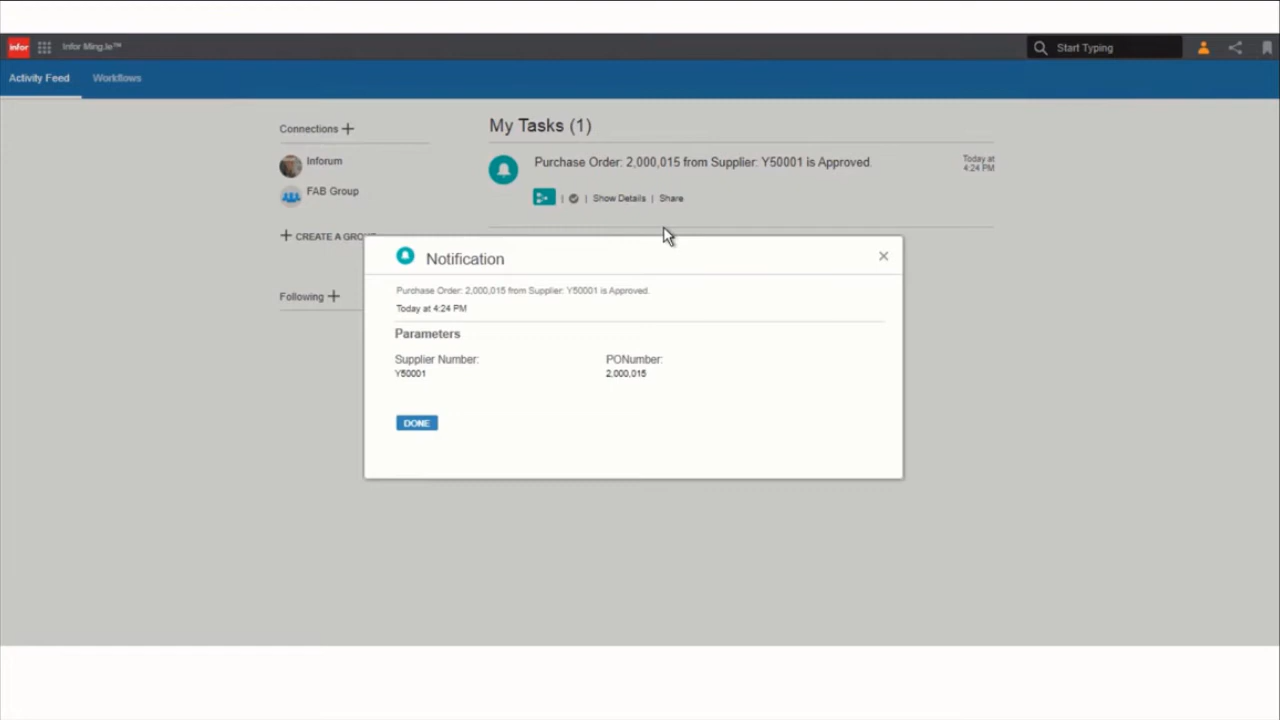 infor
Infor Ming.le™
Start Typing
Activity Feed
Workflows
Connections
Inforum
FAB Group
CREATE A GRO
Following
My Tasks (1)
Purchase Order: 2,000,015 from Supplier: Y50001 is Approved.
Today at
4:24 PM
| | Show Details | Share
Notification
Purchase Order: 2,000,015 from Supplier: Y50001 is Approved.
Today at 4:24 PM
Parameters
Supplier Number: PONumber:
Y50001 2,000,015
DONE